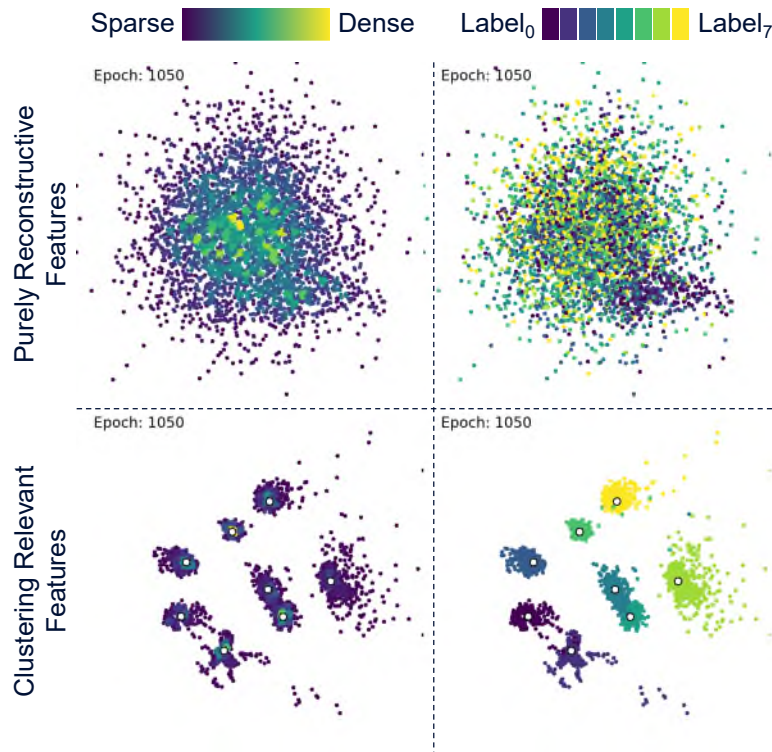 Sparse Dense Label₀ Label₇
Epoch: 1050 Epoch: 1050
Purely Reconstructive
Features
Epoch: 1050 Epoch: 1050
Clustering Relevant
Features